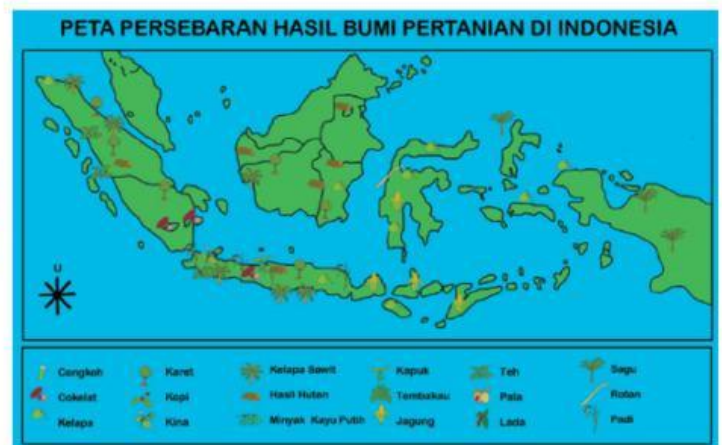 PETA PERSEBARAN HASIL BUMI PERTANIAN DI INDONESIA
U
Cengkeh Karet Kelapa Sawit Kapuk Teh Sagu
Cokelat Kopi Hasil Hutan Tembakau Pala Rotan
Kelapa Kina Minyak Kayu Putih Jagung Lada Padi